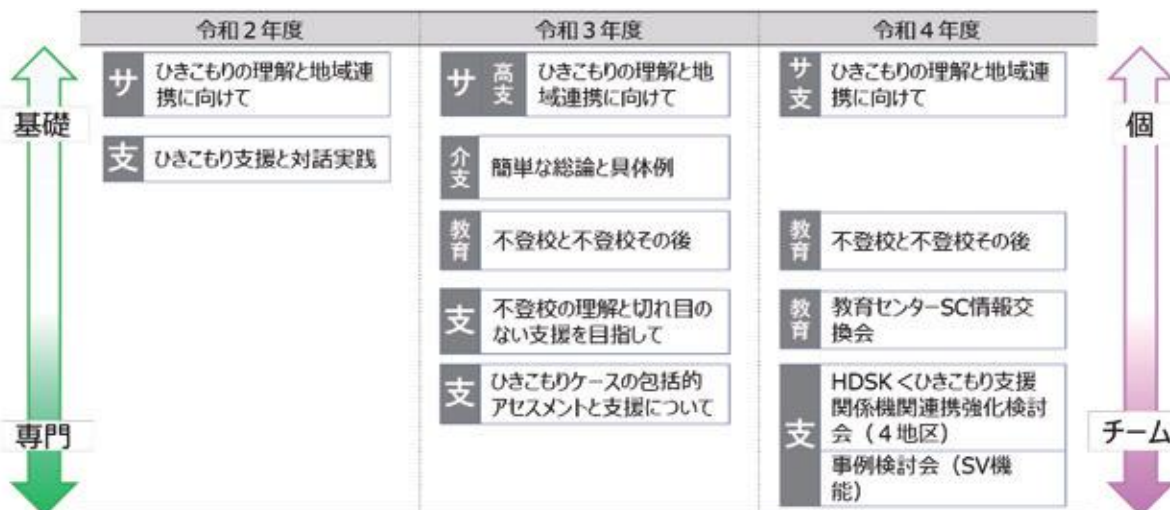 令和２年度
令和３年度
令和４年度
基礎
専門
サ
ひきこもりの理解と地域連
携に向けて
支
ひきこもり支援と対話実践
サ
高支
ひきこもりの理解と地
域連携に向けて
介支
簡単な総論と具体例
教育
不登校と不登校その後
支
不登校の理解と切れ目の
ない支援を目指して
支
ひきこもりケースの包括的
アセスメントと支援について
サ支
ひきこもりの理解と地域連
携に向けて
教育
不登校と不登校その後
教育
教育センターSC情報交
換会
支
HDSK＜ひきこもり支援
関係機関連携強化検討
会（４地区）
事例検討会（SV機
能）
個
チーム